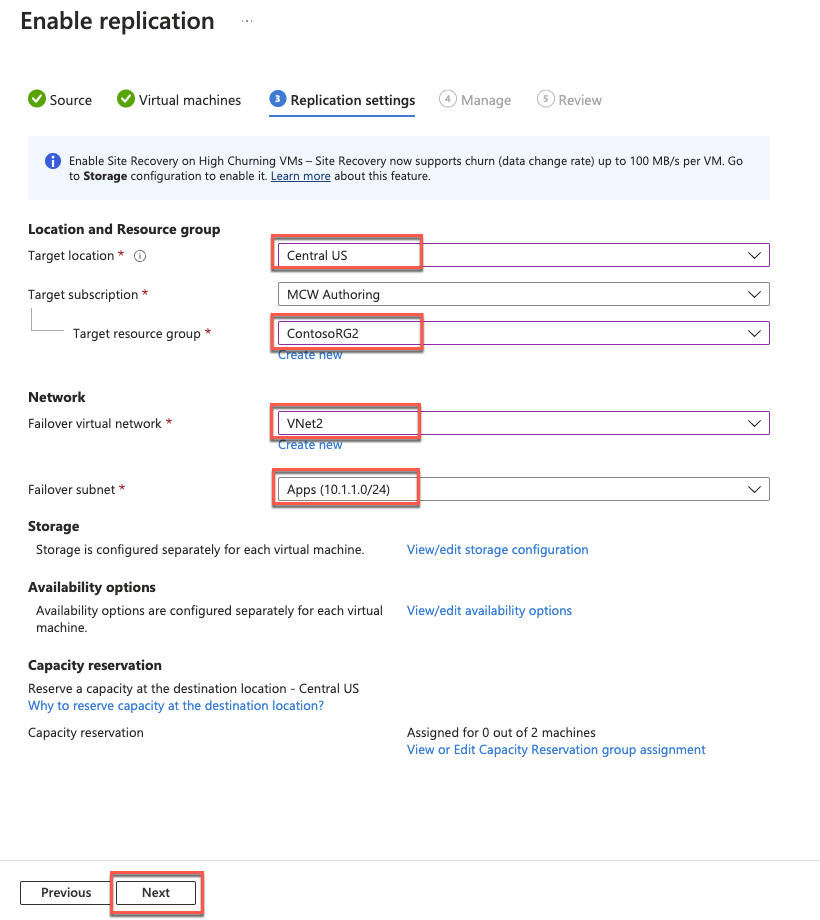 Enable replication ...
Source Virtual machines 3 Replication settings 4 Manage 5 Review
Enable Site Recovery on High Churning VMs – Site Recovery now supports churn (data change rate) up to 100 MB/s per VM. Go
to Storage configuration to enable it. Learn more about this feature.
Location and Resource group
Target location * Central US
Target subscription * MCW Authoring
Target resource group * ContosoRG2
Create new
Network
Failover virtual network * VNet2
Create new
Failover subnet * Apps (10.1.1.0/24)
Storage
Storage is configured separately for each virtual machine. View/edit storage configuration
Availability options
Availability options are configured separately for each virtual View/edit availability options
machine.
Capacity reservation
Reserve a capacity at the destination location - Central US
Why to reserve capacity at the destination location?
Capacity reservation Assigned for 0 out of 2 machines
View or Edit Capacity Reservation group assignment
Previous Next